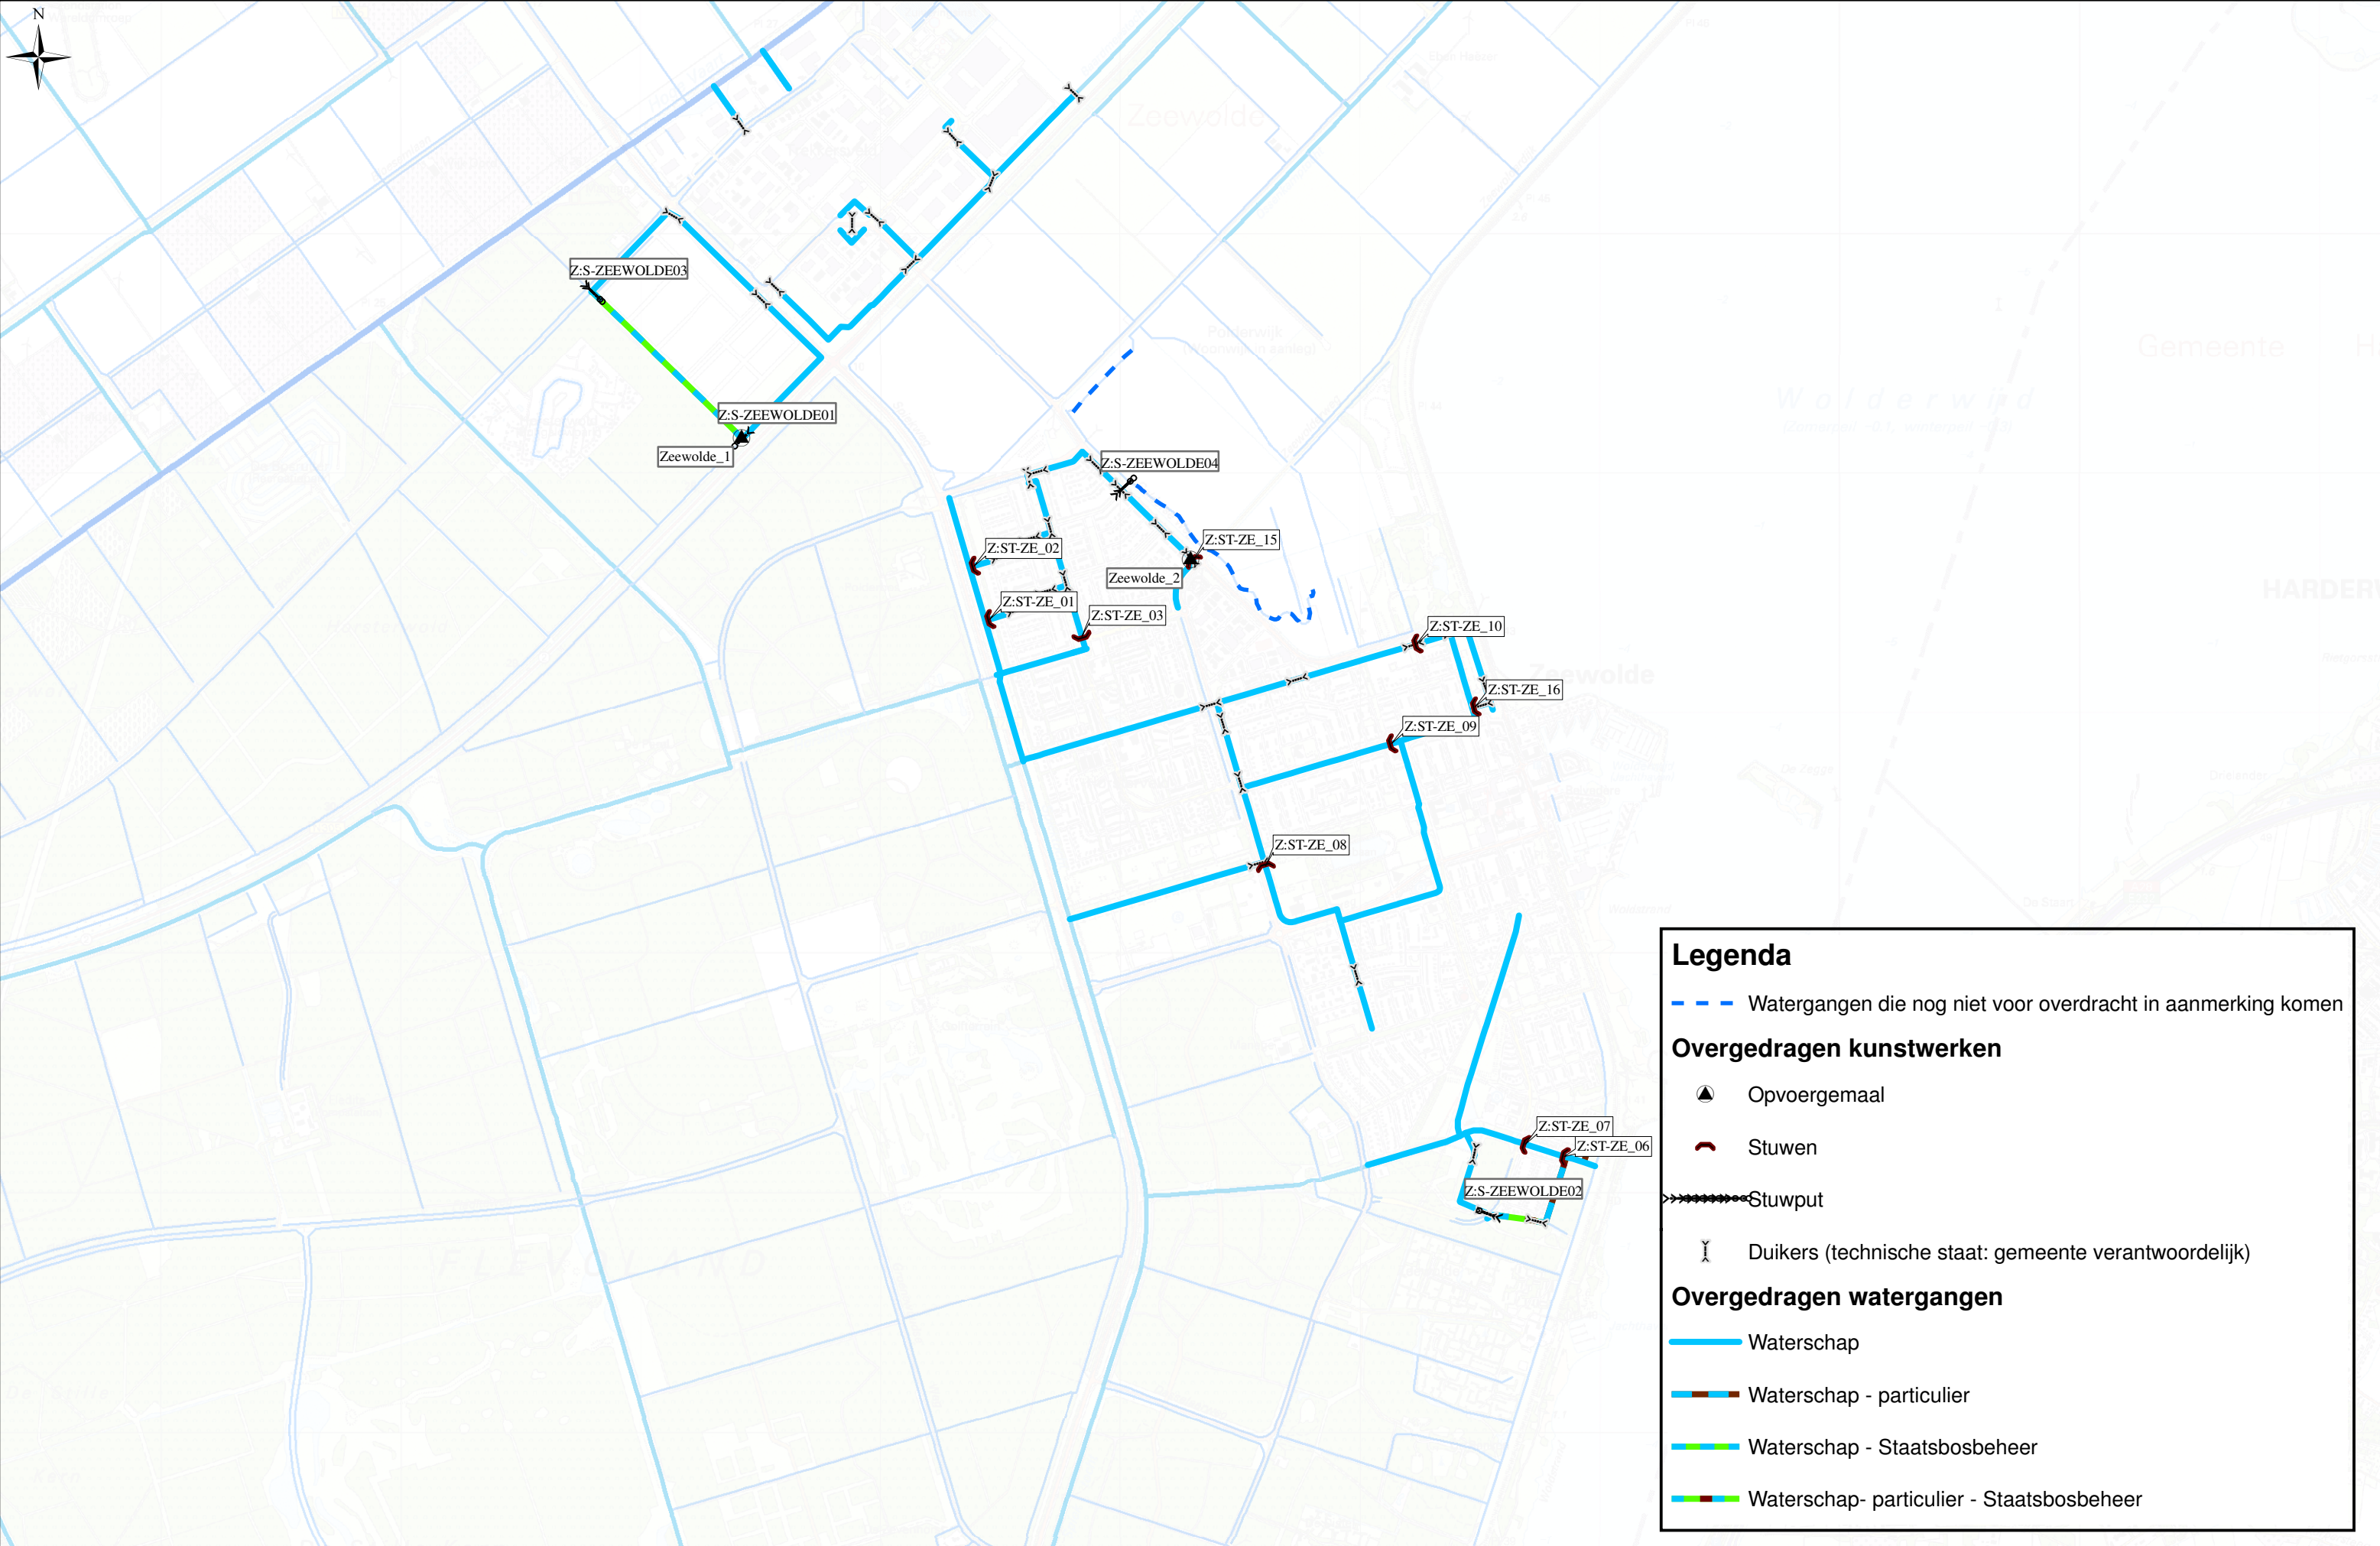 N
Zeewolde
Z:S-ZEEWOLDE03
Polderwijk
Gemeente
Wolderwijd
Z:S-ZEEWOLDE01
Zeewolde_1
Z:S-ZEEWOLDE04
Z:ST-ZE_15
Z:ST-ZE_02
Zeewolde_2
HARDERW
Z:ST-ZE_01
Z:ST-ZE_03
Horsterwold
Z:ST-ZE_10
Zeewolde
Z:ST-ZE_16
Z:ST-ZE_09
Z:ST-ZE_08
Legenda
Watergangen die nog niet voor overdracht in aanmerking komen
Overgedragen kunstwerken
Opvoergemaal
Z:ST-ZE_07
Z:ST-ZE_06
Stuwen
Z:S-ZEEWOLDE02
Stuwput
Duikers (technische staat: gemeente verantwoordelijk)
FLEVOLAND
Overgedragen watergangen
Waterschap
Waterschap - particulier
Waterschap - Staatsbosbeheer
Waterschap- particulier - Staatsbosbeheer